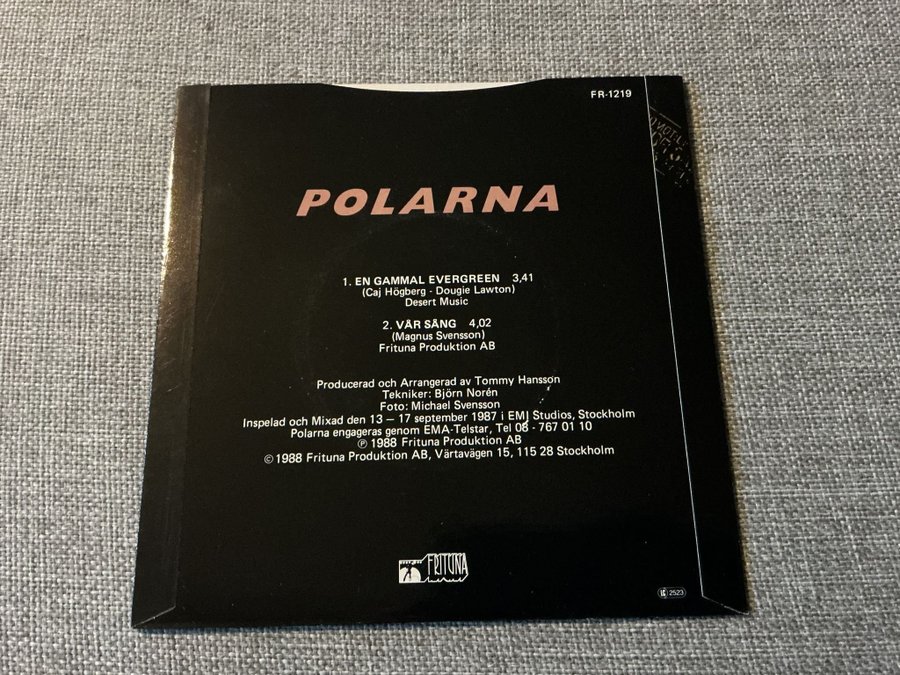 FR-1219
POLARNA
1. EN GAMMAL EVERGREEN 3,41
(Caj Högberg - Dougie Lawton)
Desert Music
2. VÅR SÅNG 4,02
(Magnus Svensson)
Frituna Produktion AB
Producerad och Arrangerad av Tommy Hansson
Tekniker: Björn Norén
Foto: Michael Svensson
Inspelad och Mixad den 13 – 17 september 1987 i EMI Studios, Stockholm
Polarna engageras genom EMA-Telstar, Tel 08 - 767 01 10
℗ 1988 Frituna Produktion AB
© 1988 Frituna Produktion AB, Värtavägen 15, 115 28 Stockholm
FRITUNA
2523